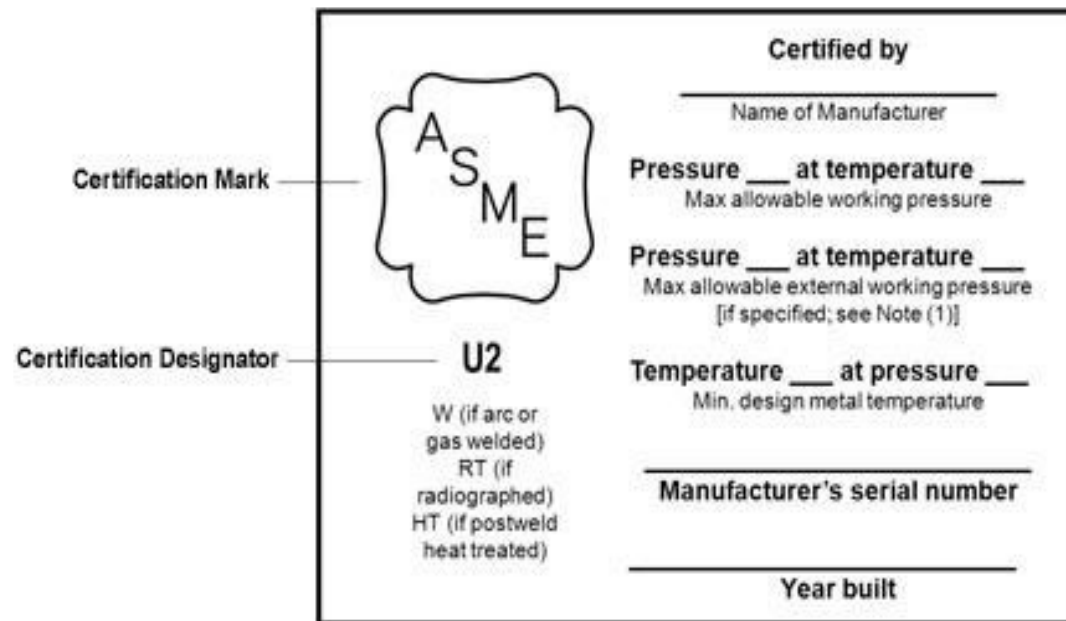 Certification Mark
Certification Designator
A
S
M
E
U2
W (if arc or
gas welded)
RT (if
radiographed)
HT (if postweld
heat treated)
Certified by
Name of Manufacturer
Pressure ___ at temperature ___
Max allowable working pressure
Pressure ___ at temperature ___
Max allowable external working pressure
[if specified; see Note (1)]
Temperature ___ at pressure ___
Min. design metal temperature
Manufacturer's serial number
Year built